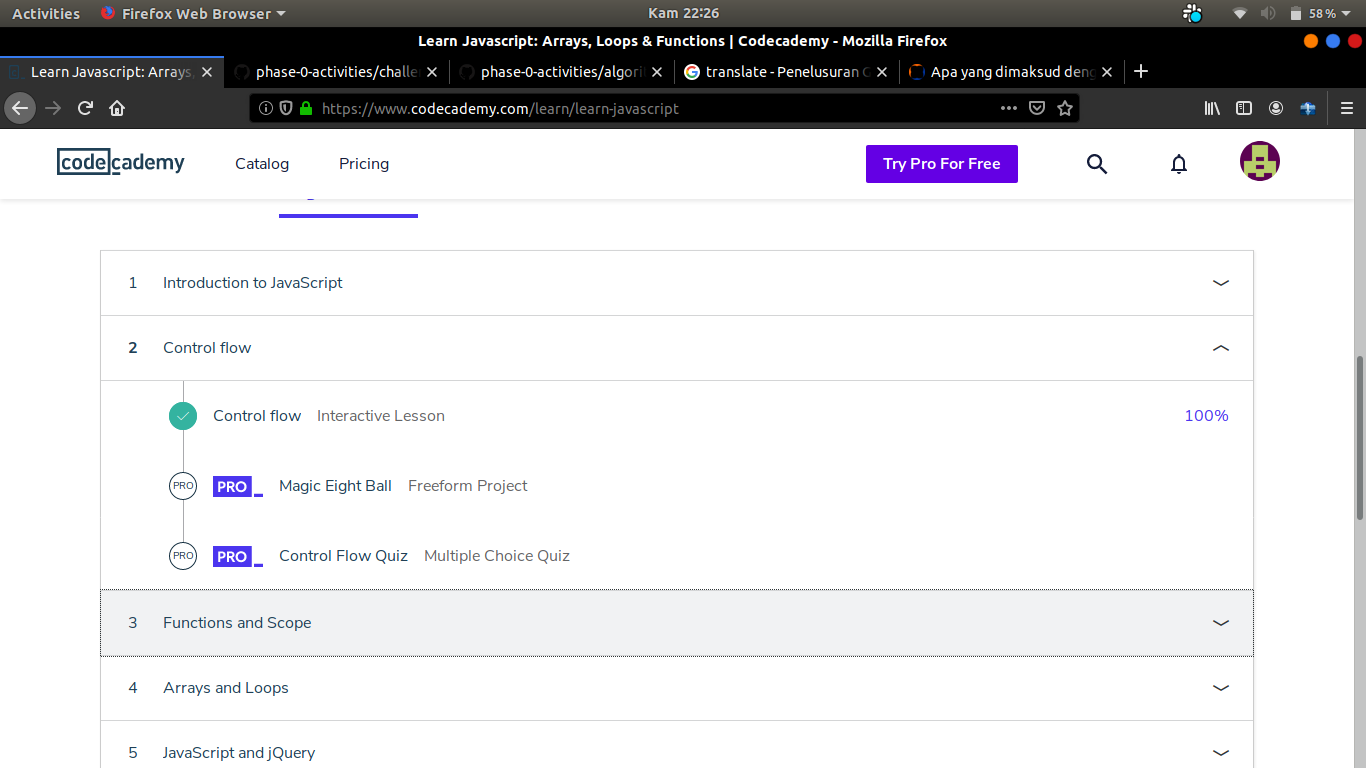 Activities Firefox Web Browser Kam 22:26 58 %
Learn Javascript: Arrays, Loops & Functions | Codecademy - Mozilla Firefox
Learn Javascript: Arrays, phase-0-activities/challe phase-0-activities/algori translate - Penelusuran G Apa yang dimaksud deng
https://www.codecademy.com/learn/learn-javascript
codecademy Catalog Pricing Try Pro For Free
1 Introduction to JavaScript
2 Control flow
Control flow Interactive Lesson 100%
PRO PRO Magic Eight Ball Freeform Project
PRO PRO Control Flow Quiz Multiple Choice Quiz
3 Functions and Scope
4 Arrays and Loops
5 JavaScript and jQuery